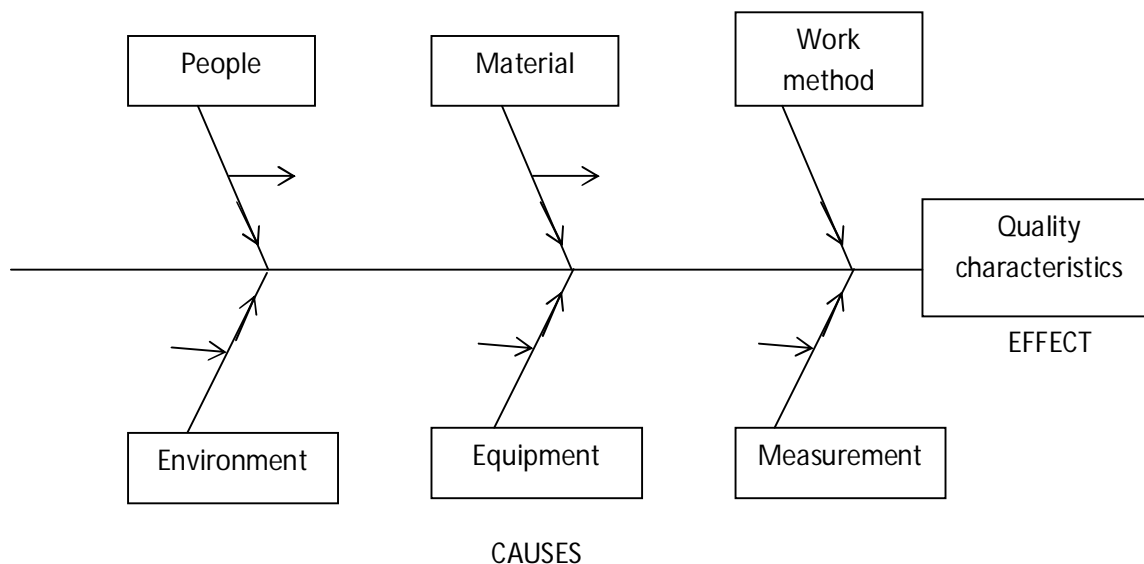 People
Material
Work
method
Quality
characteristics
EFFECT
Environment
Equipment
Measurement
CAUSES